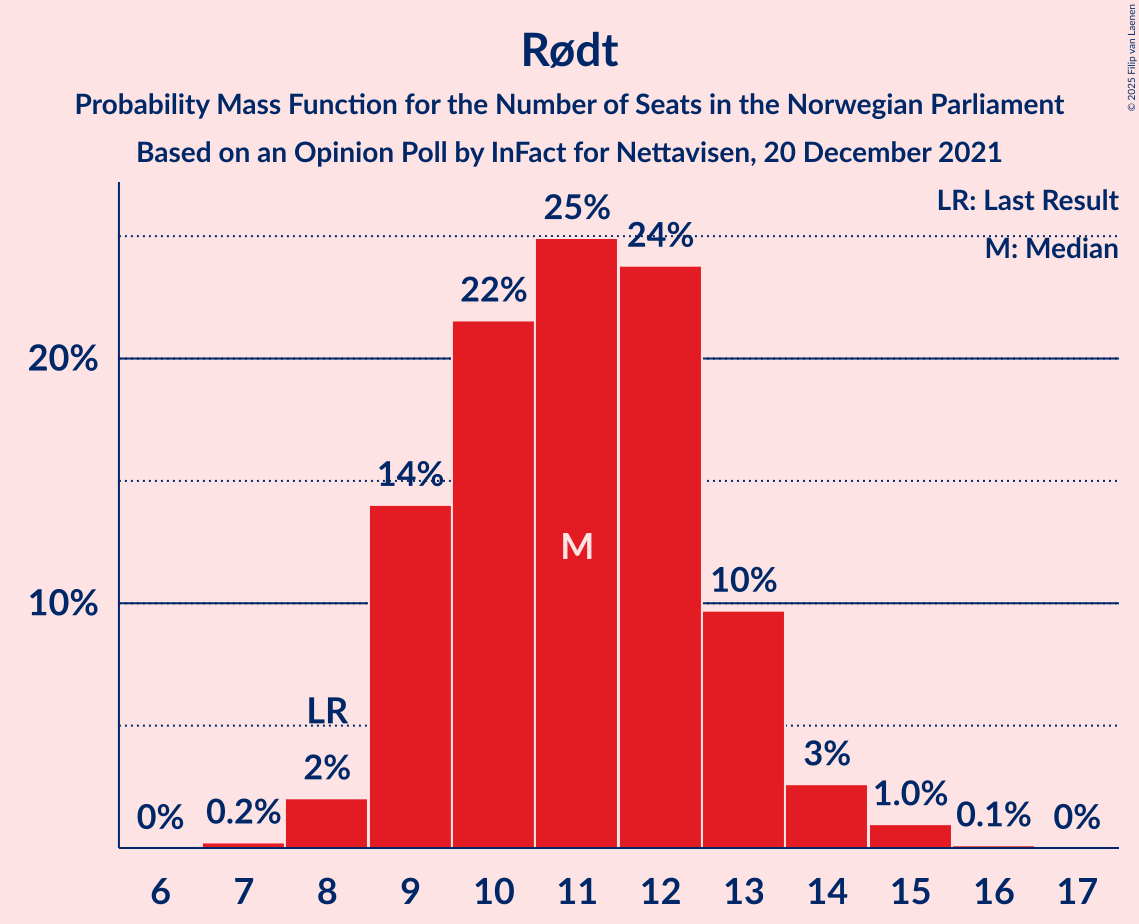 Rødt
Probability Mass Function for the Number of Seats in the Norwegian Parliament
Based on an Opinion Poll by InFact for Nettavisen, 20 December 2021
© 2025 Filip van Laenen
LR: Last Result
M: Median
20%
10%
0%
0.2%
2%
LR
14%
22%
25%
M
24%
10%
3%
1.0%
0.1%
0%
6 7 8 9 10 11 12 13 14 15 16 17